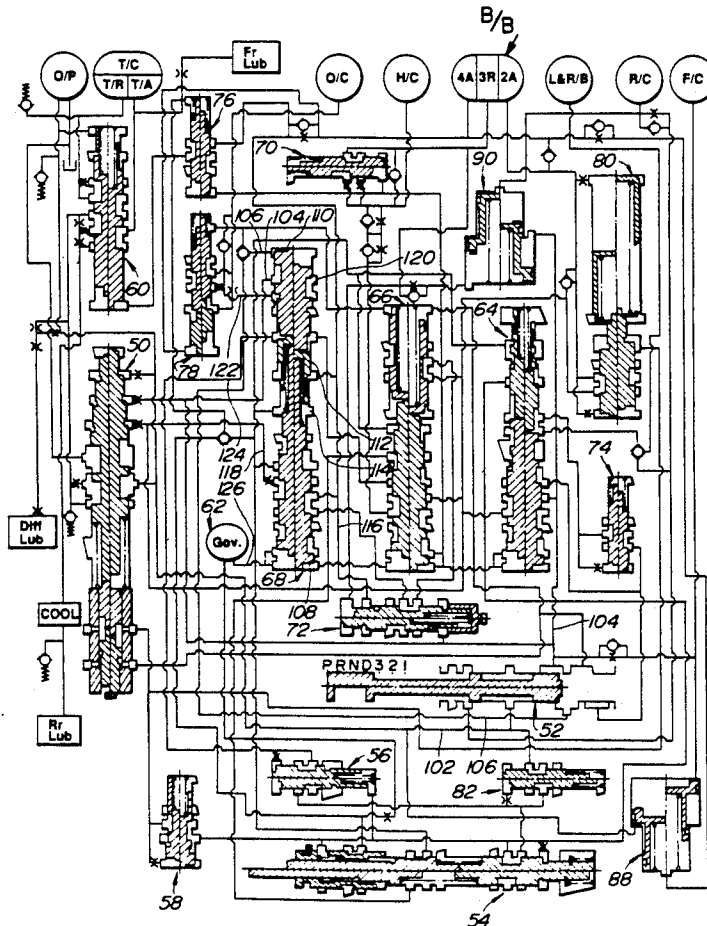 B/B
O/P
T/C
T/R T/A
Fr Lub
O/C
H/C
4A 3R 2A
L&R/B
R/C
F/C
76
70
90
80
106 104 110
120
60
66
64
50
78
122
112
74
124
118
114
126
62
116
Gov.
Diff Lub
68
108
COOL
72
104
PRND321
Rr Lub
52
102
106
56
82
88
58
54